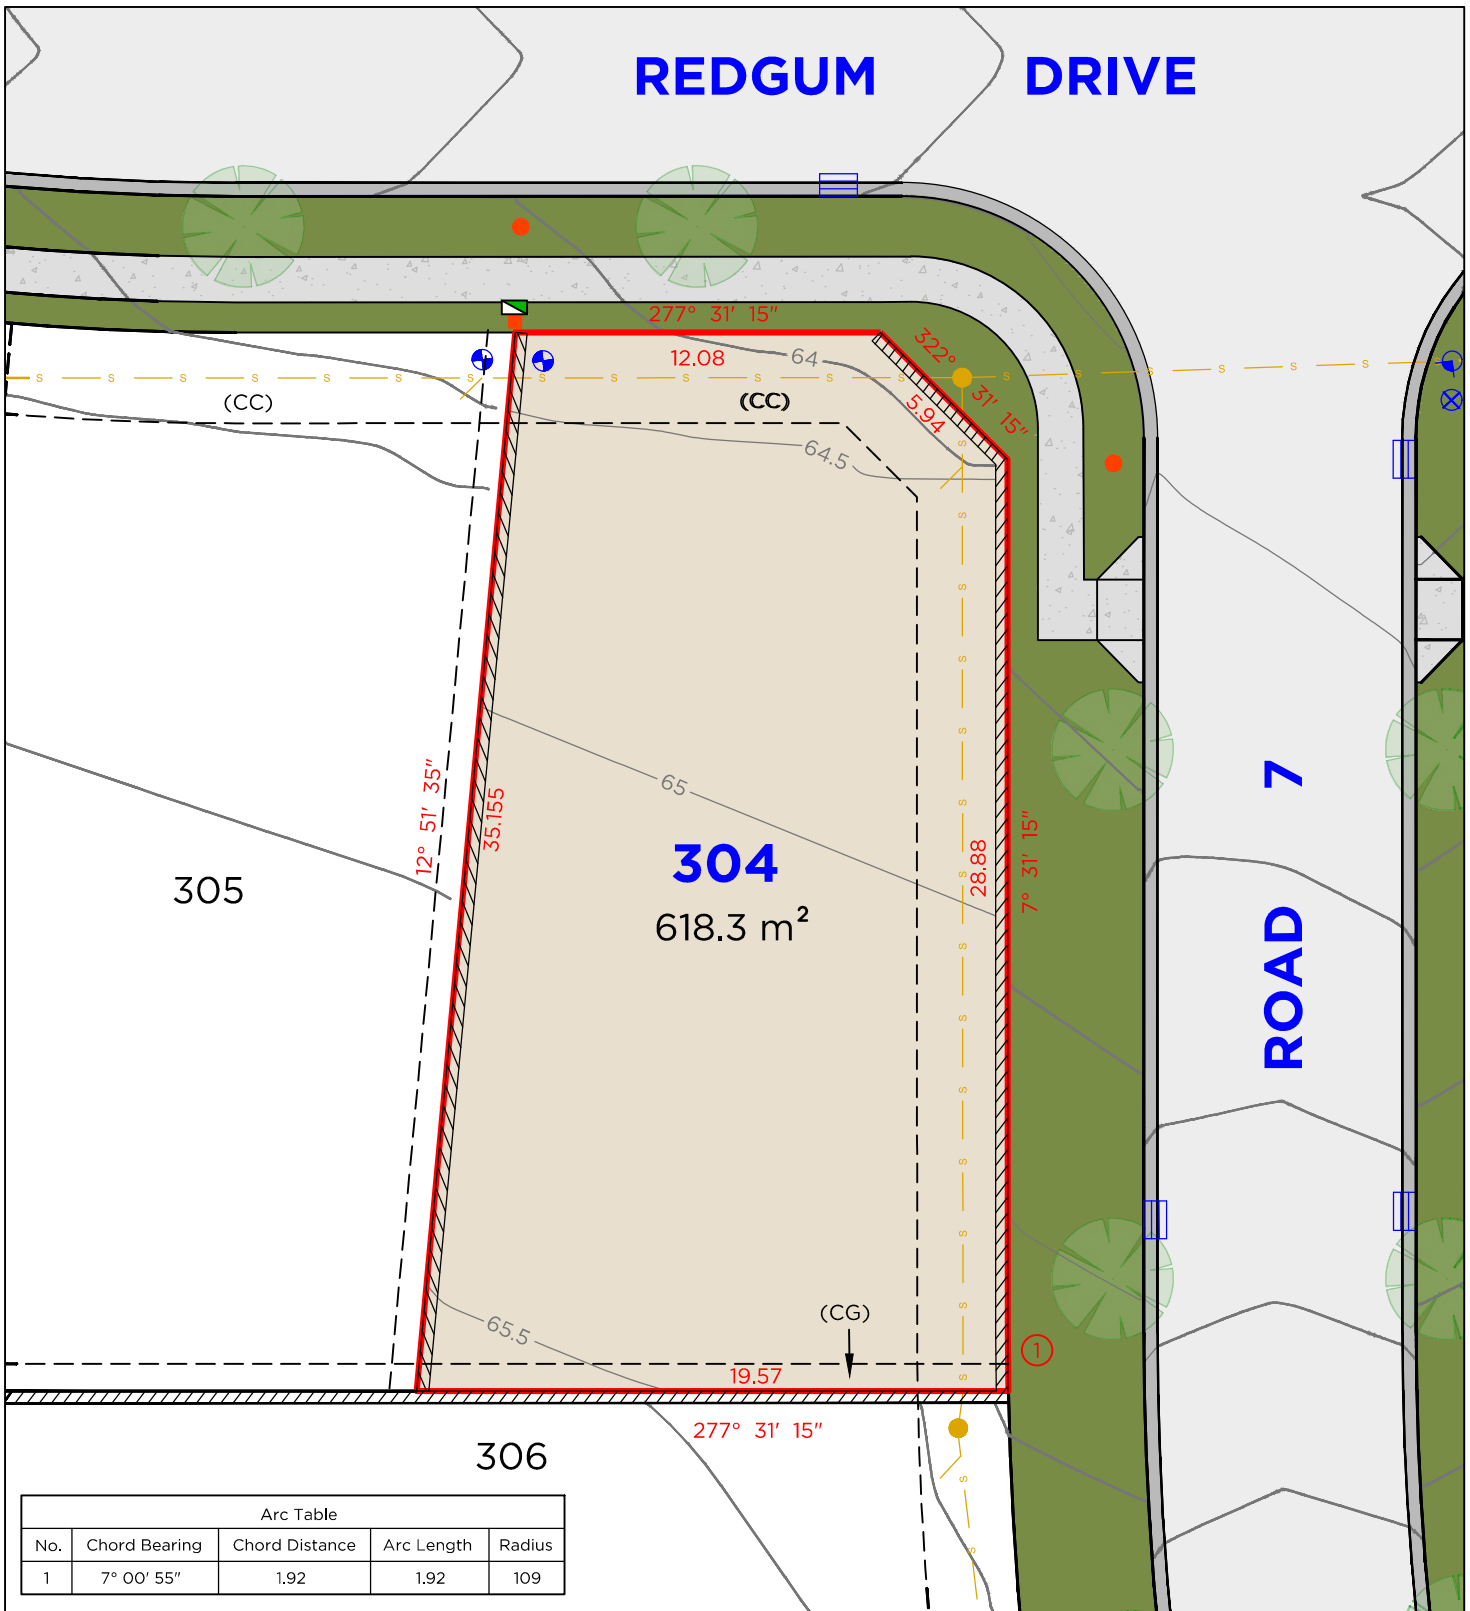 REDGUM DRIVE
277° 31' 15"
12.08
64
322° 31' 15"
5.94
(CC)
(CC)
64.5
S S S S S S S S S S S S S S S S S S S
65
12° 51' 35"
35.155
304
618.3 m²
28.88
7° 31' 15"
ROAD 7
305
65.5
(CG)
1
19.57
277° 31' 15"
306
Arc Table
No. Chord Bearing Chord Distance Arc Length Radius
1 7° 00' 55" 1.92 1.92 109